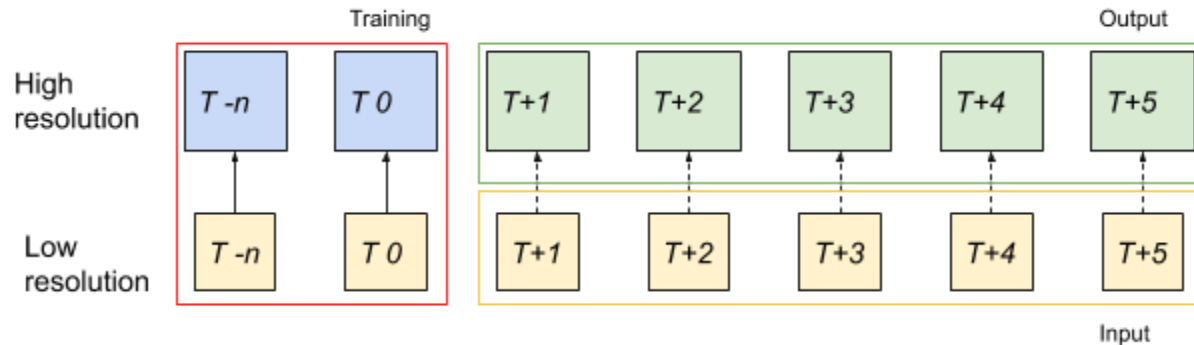 Training
Output
High
resolution
T -n
T 0
T+1
T+2
T+3
T+4
T+5
Low
resolution
T -n
T 0
T+1
T+2
T+3
T+4
T+5
Input